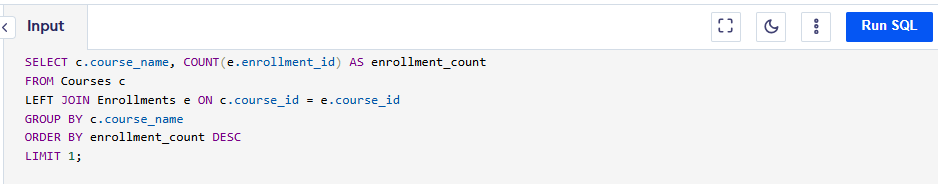 Input
Run SQL
SELECT c.course_name, COUNT(e.enrollment_id) AS enrollment_count
FROM Courses c
LEFT JOIN Enrollments e ON c.course_id = e.course_id
GROUP BY c.course_name
ORDER BY enrollment_count DESC
LIMIT 1;